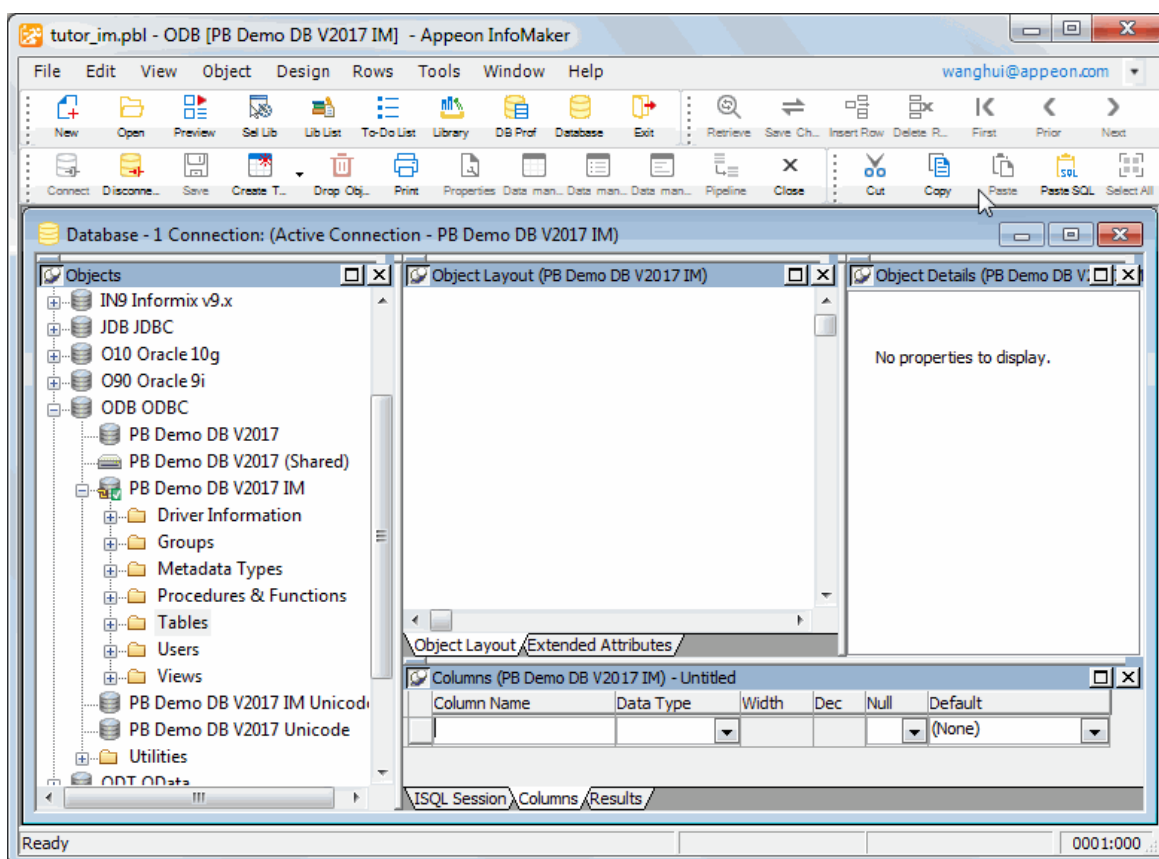 tutor_im.pbl - ODB [PB Demo DB V2017 IM]  - Appeon InfoMaker
File Edit View Object Design Rows Tools Window Help wanghui@appeon.com
New Open Preview Sel Lib Lib List To-Do List Library DB Prof Database Exit Retrieve Save Ch... Insert Row Delete R... First Prior Next
Connect Disconne... Save Create T... Drop Obj... Print Properties Data man... Data man... Data man... Pipeline Close Cut Copy Paste Paste SQL Select All
Database - 1 Connection: (Active Connection - PB Demo DB V2017 IM)
Objects
IN9 Informix v9.x
JDB JDBC
O10 Oracle 10g
O90 Oracle 9i
ODB ODBC
PB Demo DB V2017
PB Demo DB V2017 (Shared)
PB Demo DB V2017 IM
Driver Information
Groups
Metadata Types
Procedures & Functions
Tables
Users
Views
PB Demo DB V2017 IM Unicod
PB Demo DB V2017 Unicode
Utilities
ODT OData
Object Layout (PB Demo DB V2017 IM)
Object Layout Extended Attributes
Object Details (PB Demo DB V
No properties to display.
Columns (PB Demo DB V2017 IM) - Untitled
Column Name Data Type Width Dec Null Default
(None)
ISQL Session Columns Results
Ready 0001:000